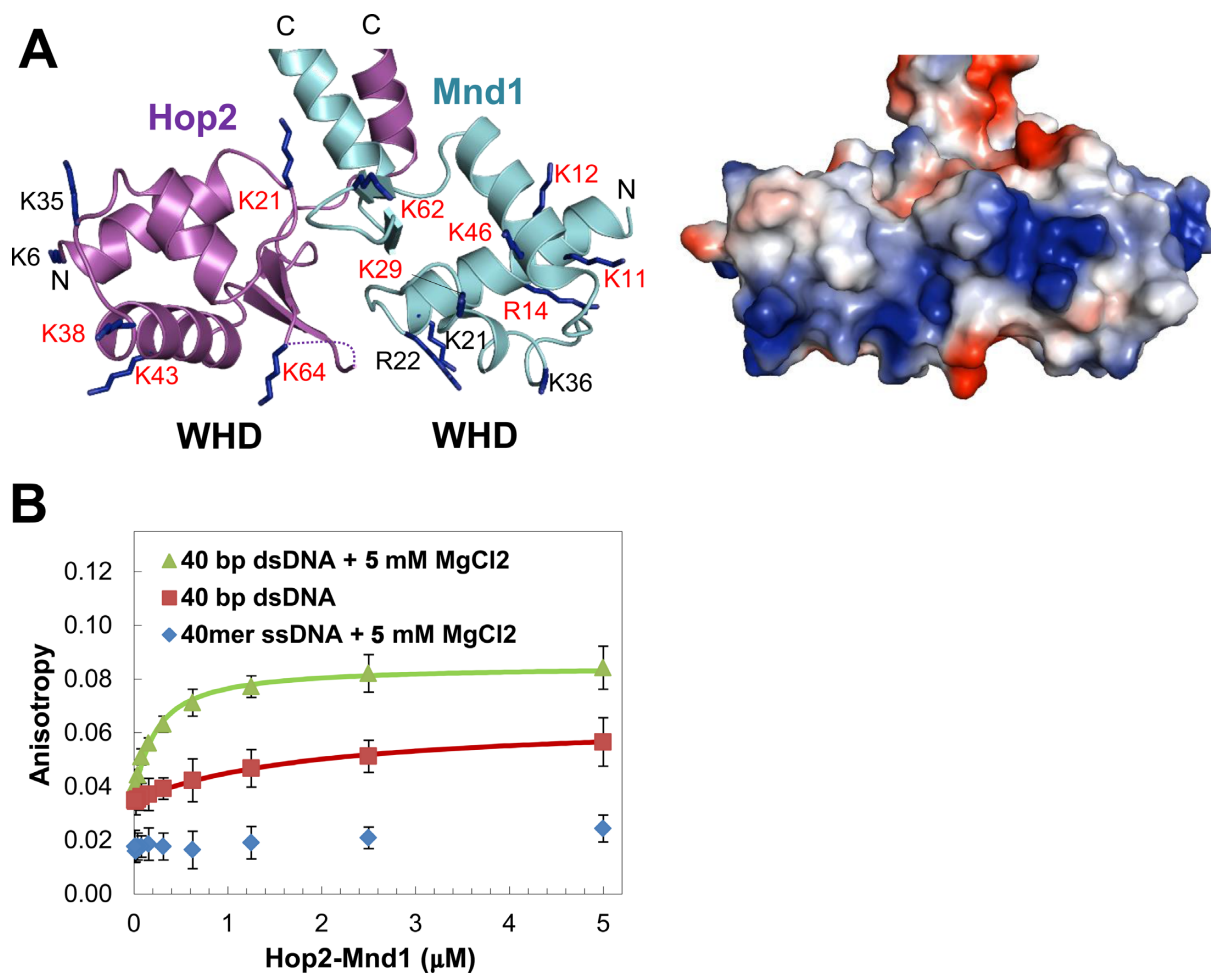 A
C C
Hop2
Mnd1
K35
K21
K12
N
K62
K6
N
K46
K29
K11
R14
K38
K21
R22
K43
K64
K36
WHD
WHD
B
40 bp dsDNA + 5 mM MgCl2
40 bp dsDNA
40mer ssDNA + 5 mM MgCl2
Anisotropy
0.12
0.10
0.08
0.06
0.04
0.02
0.00
0 1 2 3 4 5
Hop2-Mnd1 (μM)